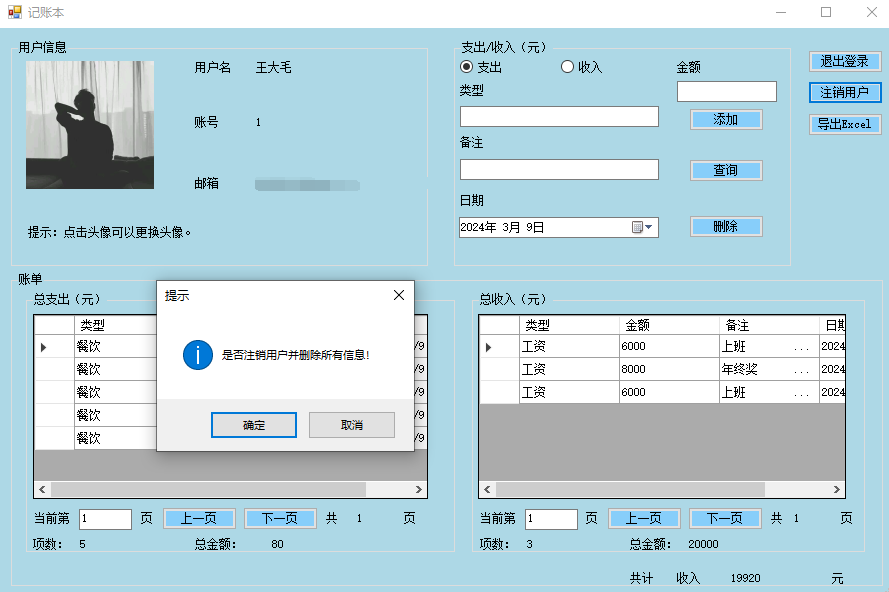 记账本
用户信息
用户名 王大毛
账号 1
邮箱
提示：点击头像可以更换头像。
支出/收入（元）
支出 收入 金额
类型
添加
备注
查询
日期
2024年 3月 9日 删除
退出登录
注销用户
导出Excel
账单
总支出（元）
类型
餐饮 /9
餐饮 /9
餐饮 /9
餐饮 /9
餐饮 /9
当前第 1 页 上一页 下一页 共 1 页
项数： 5 总金额： 80
提示
是否注销用户并删除所有信息!
确定 取消
总收入（元）
类型 金额 备注 日期
工资 6000 上班 ... 2024
工资 8000 年终奖 ... 2024
工资 6000 上班 ... 2024
当前第 1 页 上一页 下一页 共 1 页
项数： 3 总金额： 20000
共计 收入 19920 元